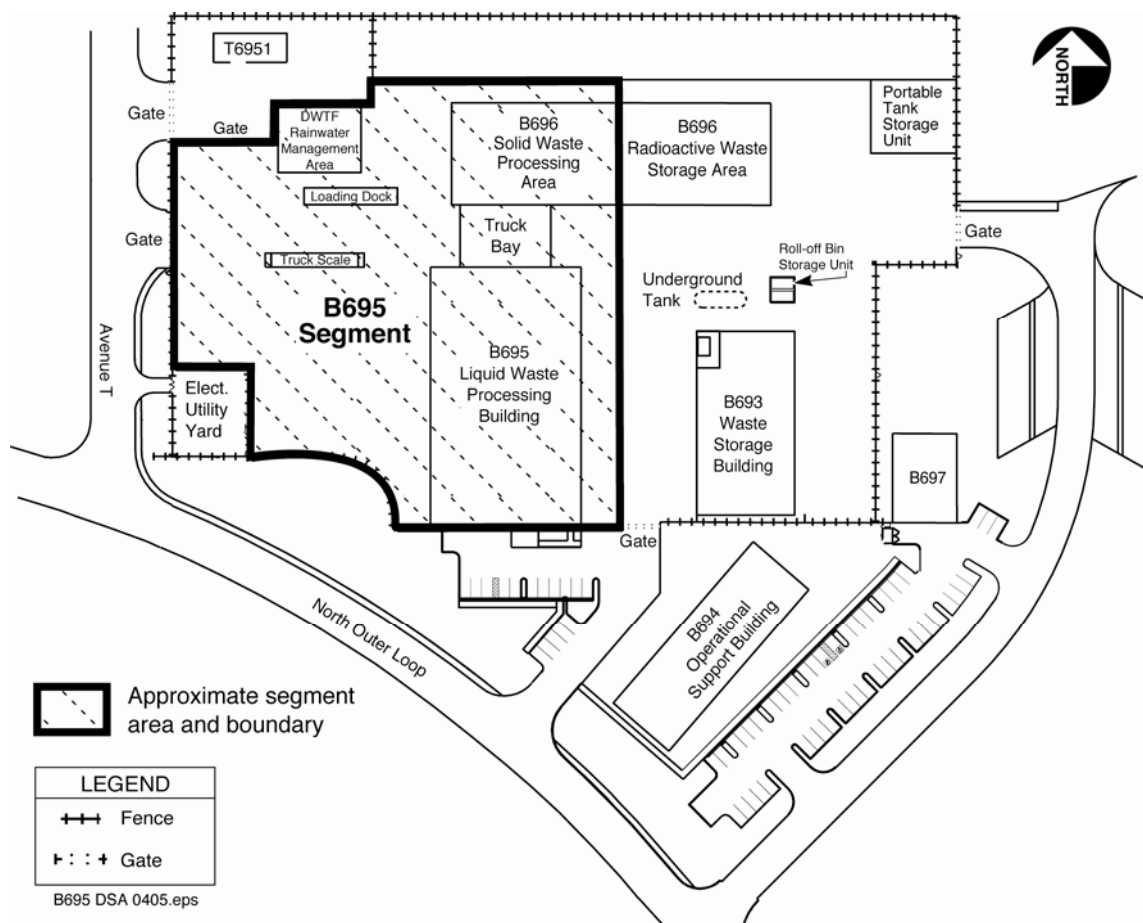 T6951
NORTH
Gate
Gate
DWTF
Rainwater
Management
Area
B696
Solid Waste
Processing
Area
B696
Radioactive Waste
Storage Area
Portable
Tank
Storage
Unit
Loading Dock
Truck
Bay
Gate
Gate
Truck Scale
Roll-off Bin
Storage Unit
Underground
Tank
B695
Segment
Avenue T
B695
Liquid Waste
Processing
Building
Elect.
Utility
Yard
B693
Waste
Storage
Building
B697
Gate
North Outer Loop
B694
Operational
Support Building
Approximate segment
area and boundary
LEGEND
Fence
Gate
B695 DSA 0405.eps